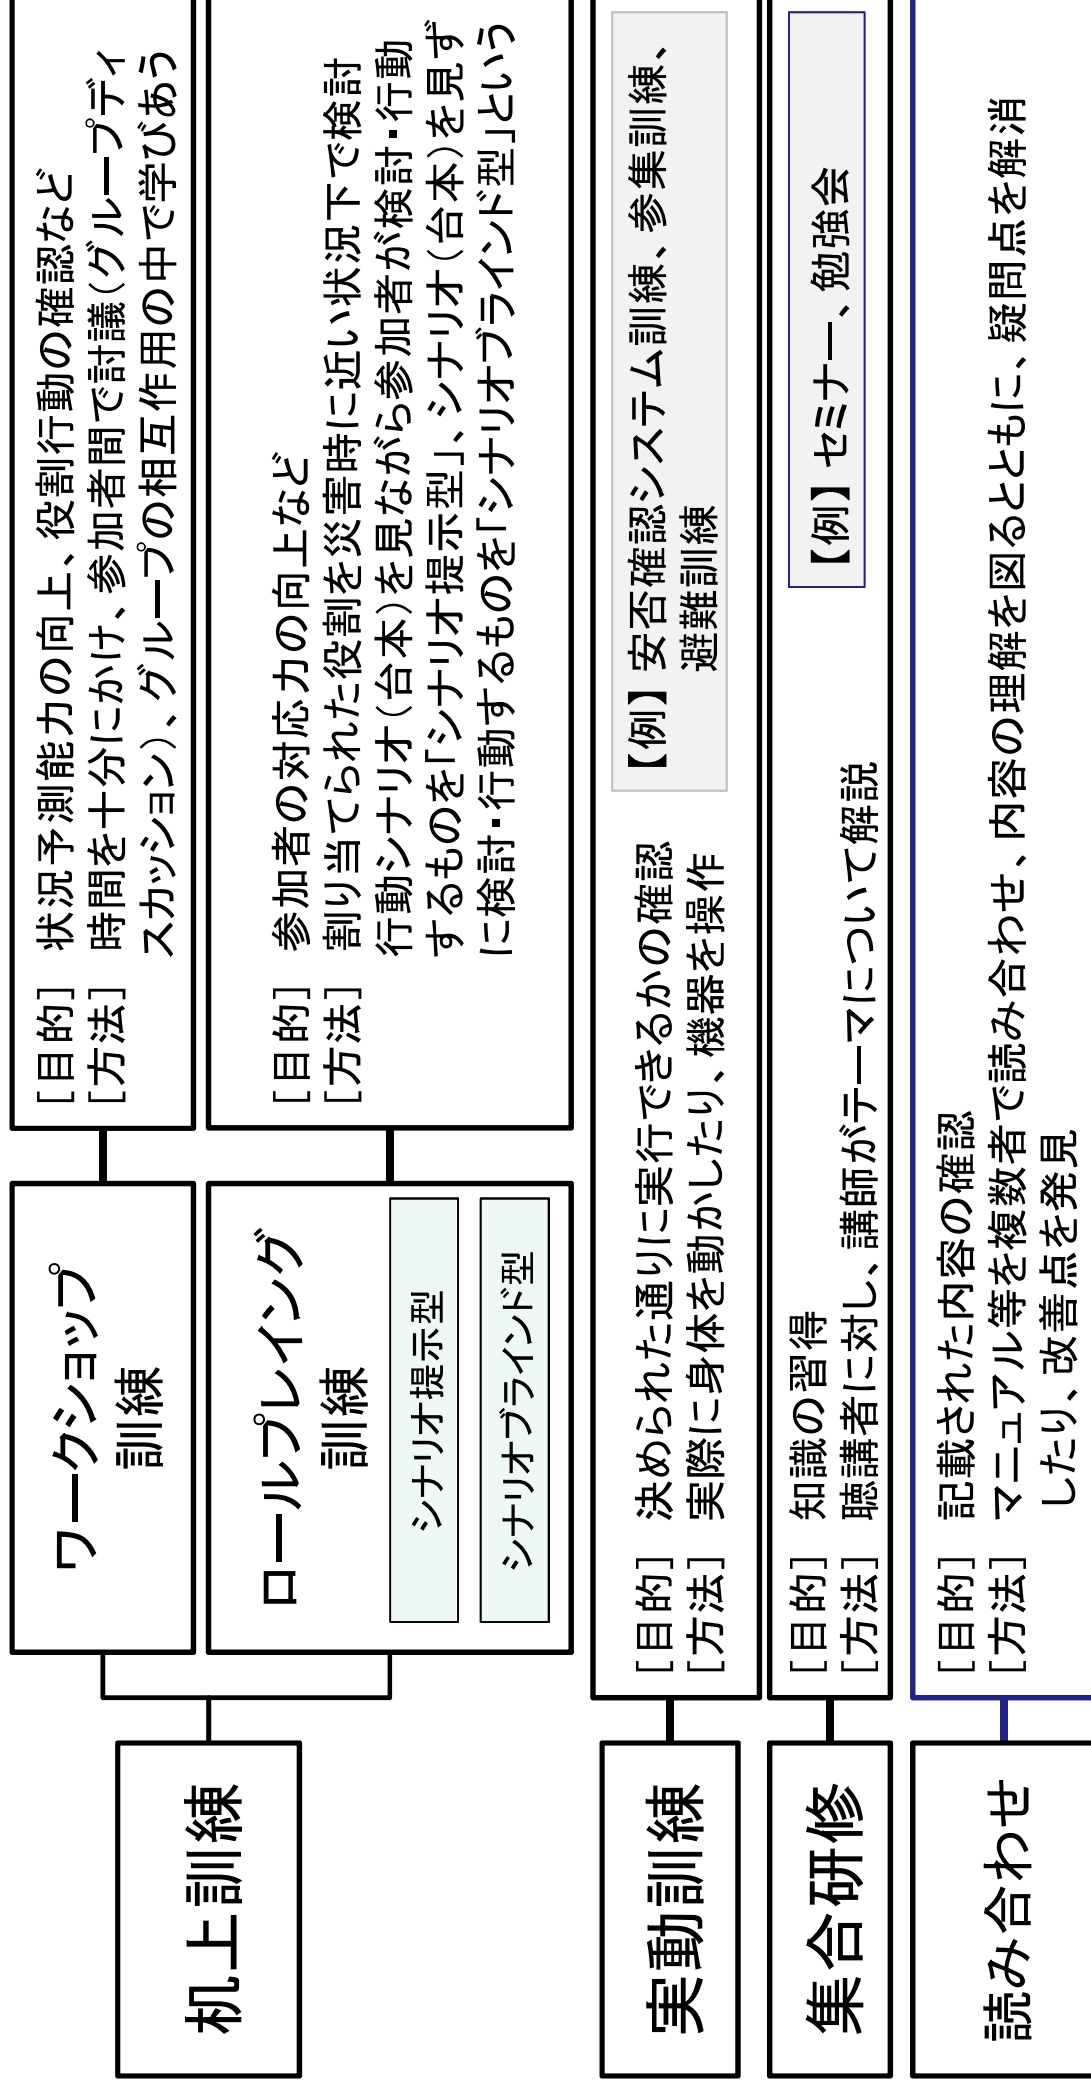 机上訓練
ワークショップ
訓練
[目的] 状況予測能力の向上、役割行動の確認など
[方法] 時間を十分にかけ、参加者間で討議(グループディ
スカッション)、グループの相互作用の中で学びあう
ロールプレイング
訓練
シナリオ提示型
シナリオブラインド型
[目的] 参加者の対応力の向上など
[方法] 割り当てられた役割を災害時に近い状況下で検討
行動シナリオ(台本)を見ながら参加者が検討・行動
するものを「シナリオ提示型」、シナリオ(台本)を見ず
に検討・行動するものを「シナリオブラインド型」という
実動訓練
[目的] 決められた通りに実行できるかの確認
[方法] 実際に身体を動かしたり、機器を操作
【例】安否確認システム訓練、参集訓練、
避難訓練
集合研修
[目的] 知識の習得
[方法] 聴講者に対し、講師がテーマについて解説
【例】セミナー、勉強会
読み合わせ
[目的] 記載された内容の確認
[方法] マニュアル等を複数者で読み合わせ、内容の理解を図るとともに、疑問点を解消
したり、改善点を発見